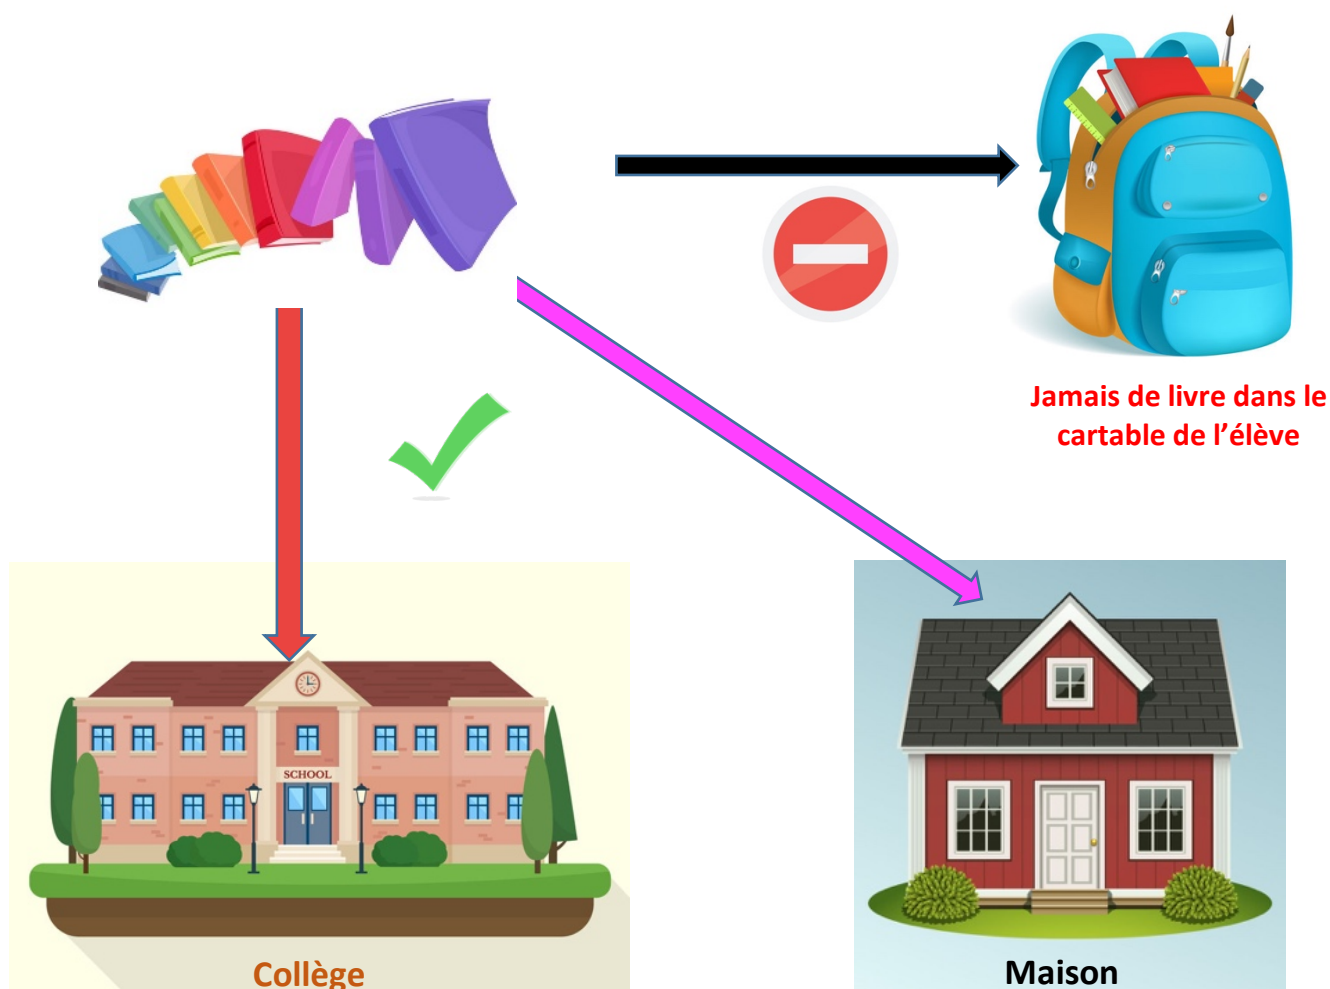 Jamais de livre dans le
cartable de l’élève
SCHOOL
Collège
Maison